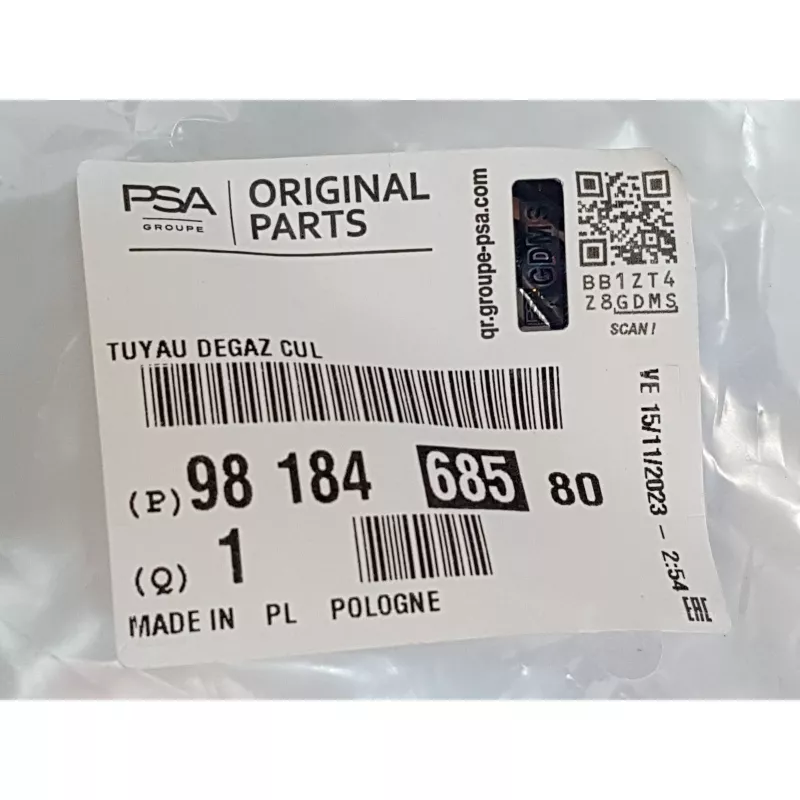 PSA
GROUPE
ORIGINAL
PARTS
qr.groupe-psa.com
GDMS
BB1ZT4
Z8GDMS
SCAN!
TUYAU DEGAZ CUL
VE 15/11/2023 - 2:54
(P) 98 184 685 80
(Q) 1
MADE IN PL POLOGNE
EAC